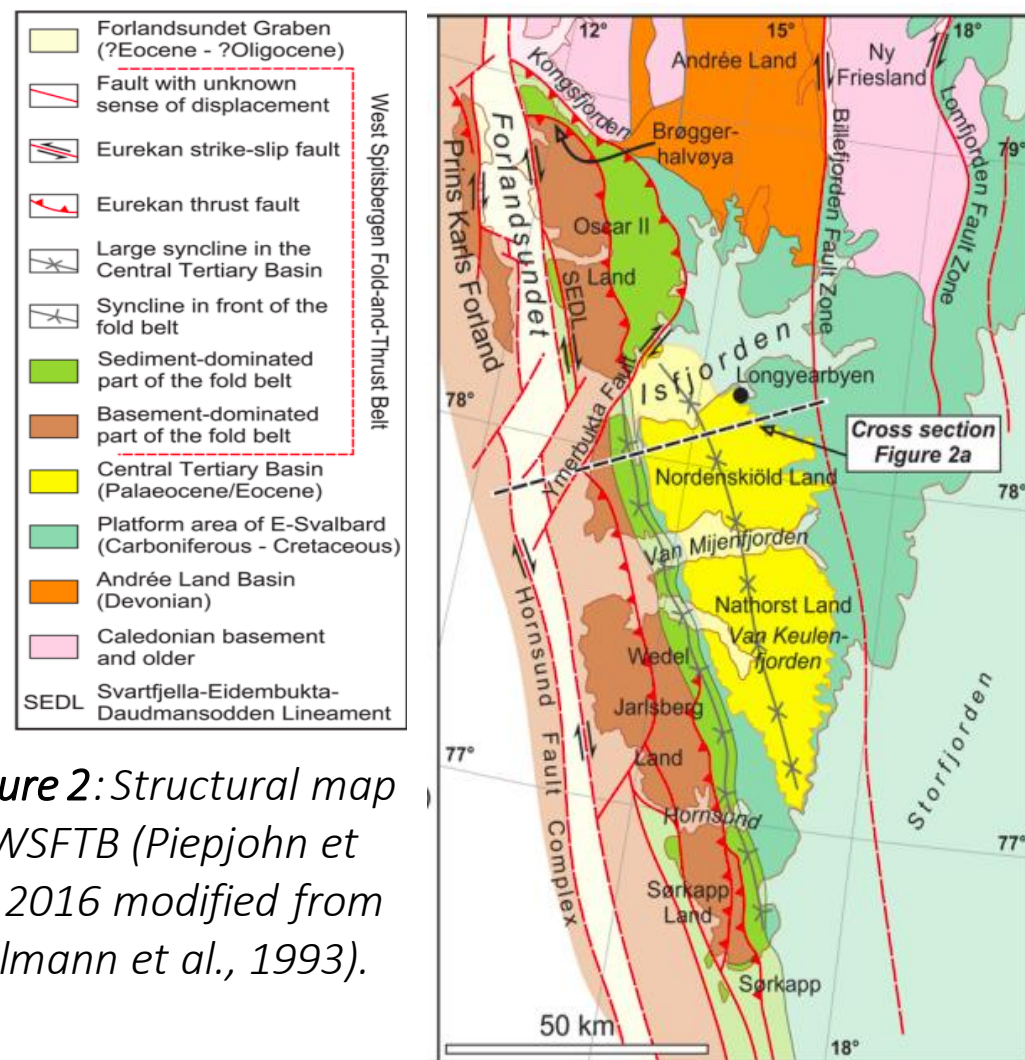 Forlandsundet Graben
(?Eocene - ?Oligocene)
Fault with unknown
sense of displacement
Eurekan strike-slip fault
Eurekan thrust fault
Large syncline in the
Central Tertiary Basin
Syncline in front of the
fold belt
Sediment-dominated
part of the fold belt
Basement-dominated
part of the fold belt
West Spitsbergen Fold-and-Thrust Belt
Central Tertiary Basin
(Palaeocene/Eocene)
Platform area of E-Svalbard
(Carboniferous - Cretaceous)
Andrée Land Basin
(Devonian)
Caledonian basement
and older
SEDL
Svartfjella-Eidembukta-
Daudmansodden Lineament
ure 2: Structural map
WSFTB (Piepjohn et
2016 modified from
lmann et al., 1993).
12°
15°
18°
Kongsfjorden
Andrée Land
Ny
Friesland
Brøgger-
halvøya
Billefjorden Fault Zone
Lomfjorden Fault Zone
79°
Prins Karls Forland
Forlandsundet
Oscar II
Land
SEDL
Isfjorden
Longyearbyen
78°
Ymerbukta Fault
Cross section
Figure 2a
Nordenskiöld Land
78°
Van Mijenfjorden
Hornsund Fault Complex
Nathorst Land
Van Keulen-
fjorden
Wedel
Jarlsberg
Land
Storfjorden
77°
Hornsund
77°
Sørkapp
Land
Sørkapp
50 km
18°